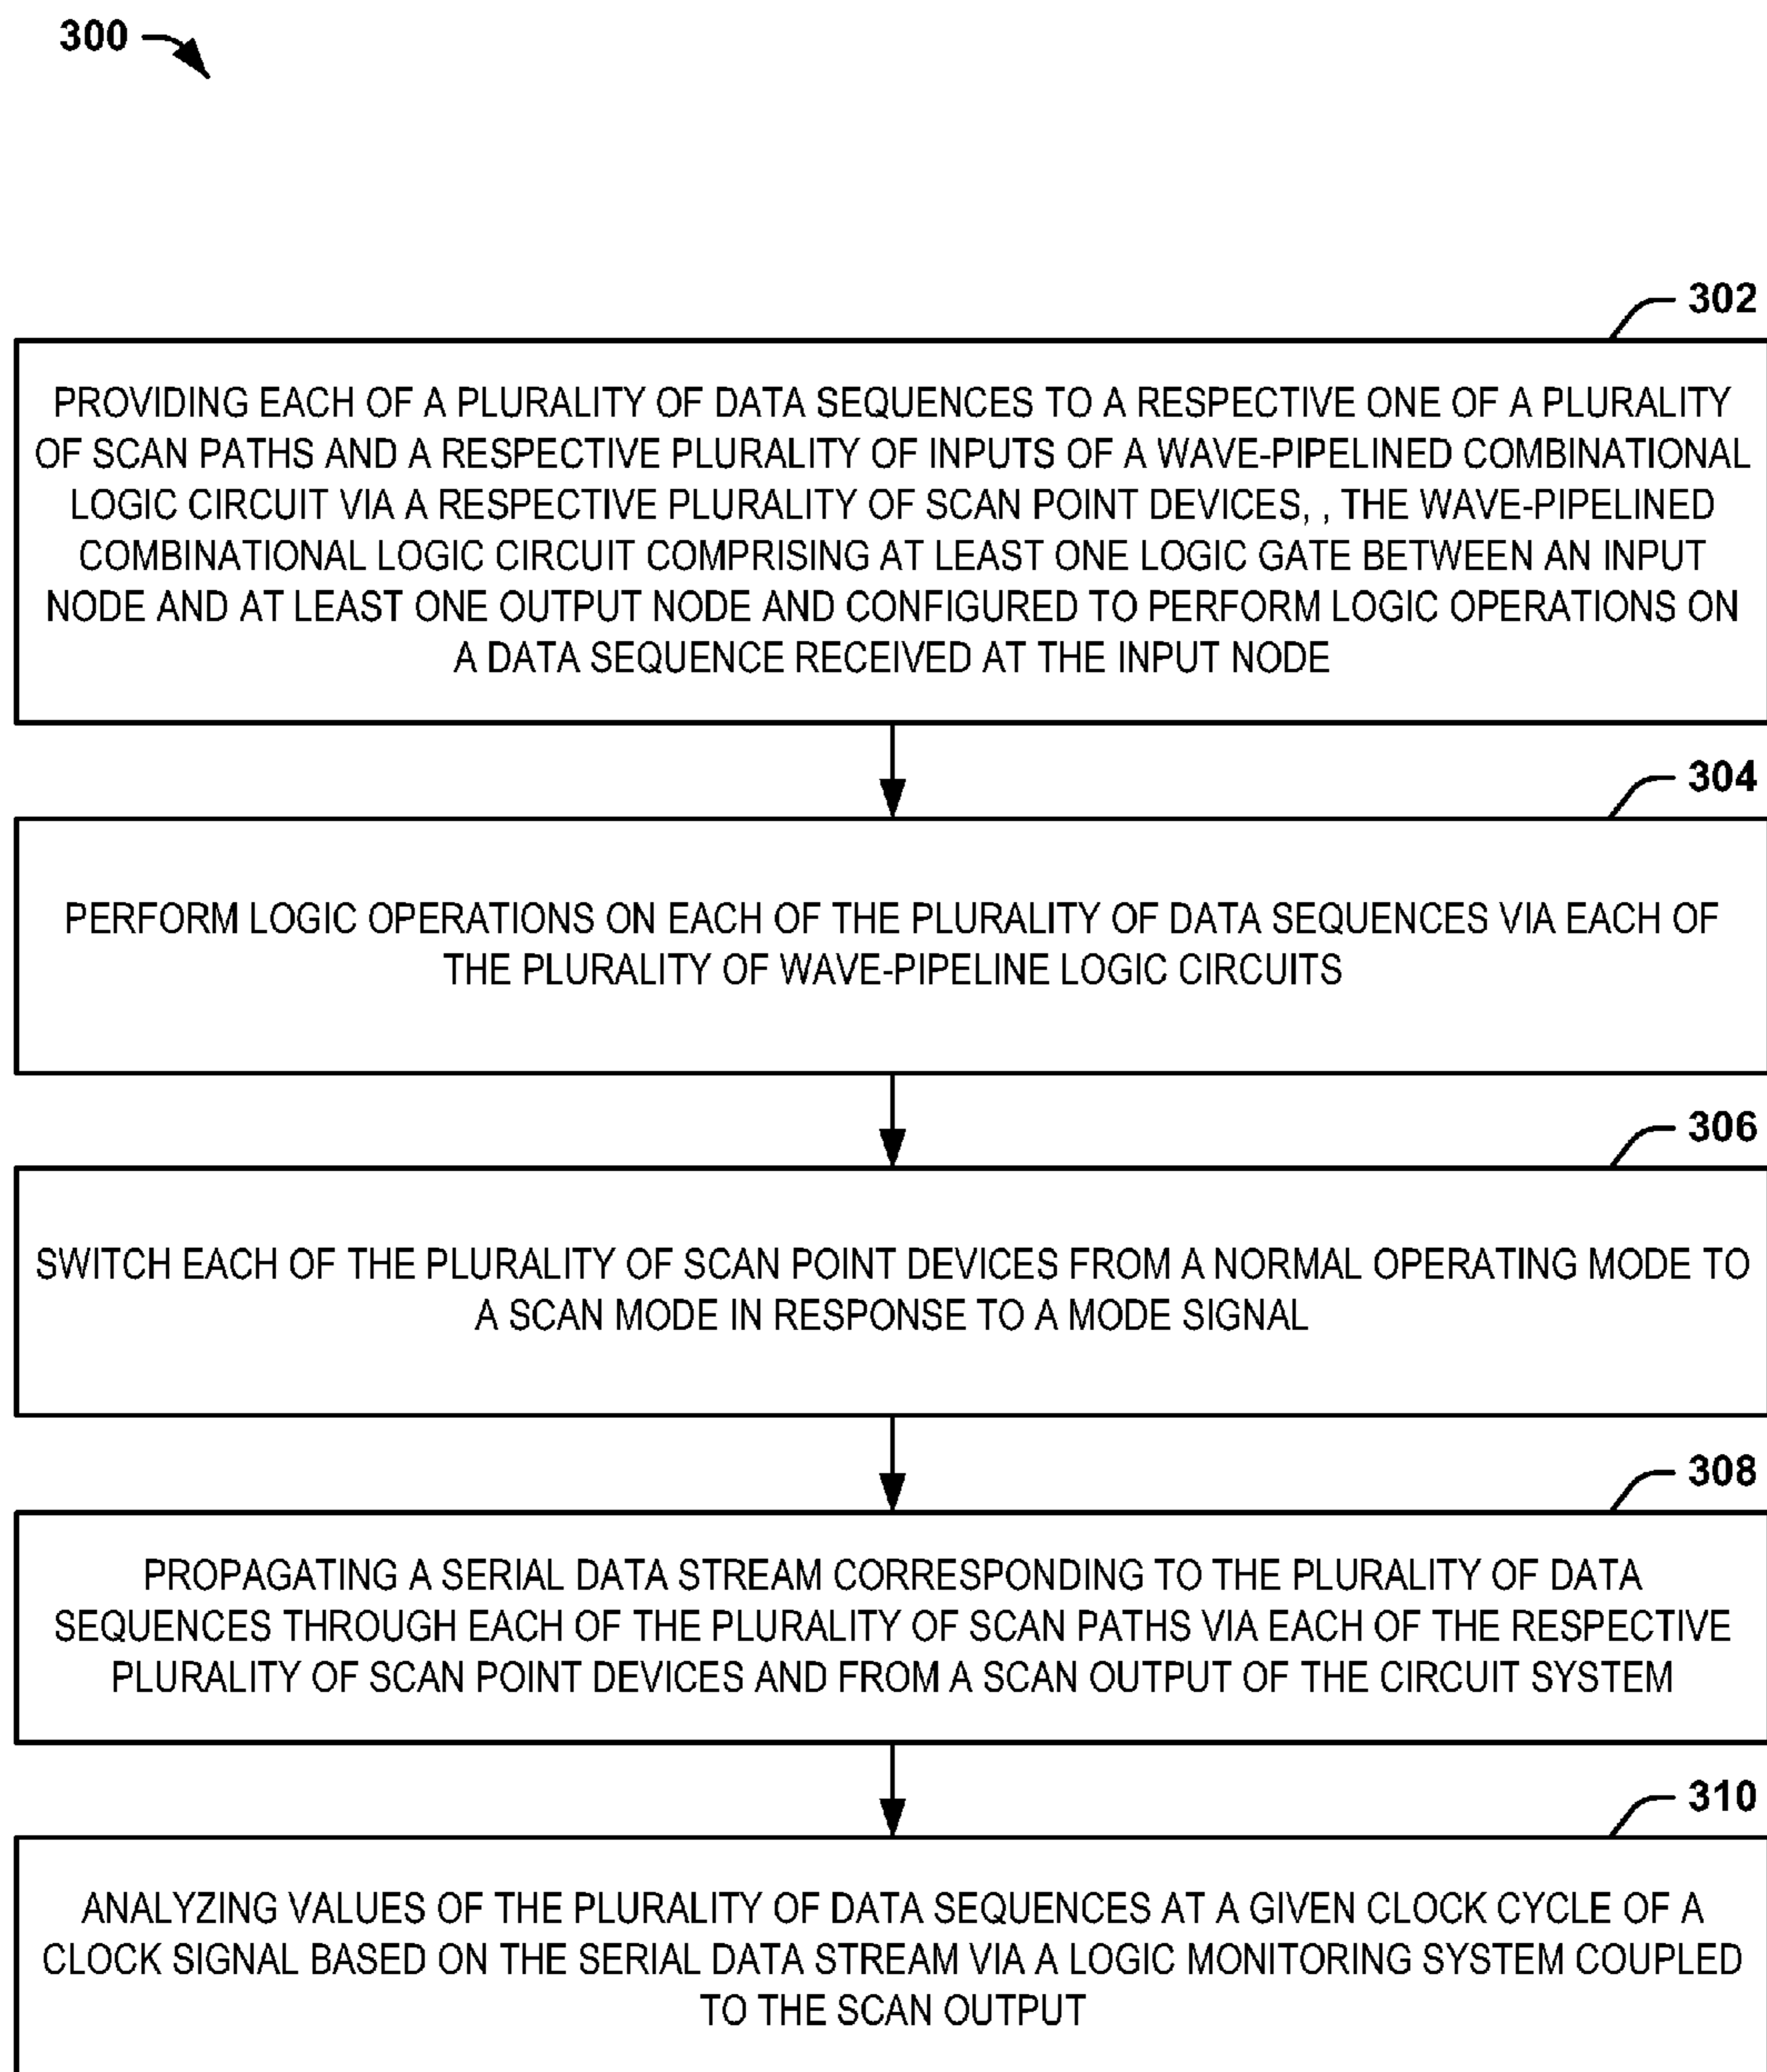 300
302
PROVIDING EACH OF A PLURALITY OF DATA SEQUENCES TO A RESPECTIVE ONE OF A PLURALITY
OF SCAN PATHS AND A RESPECTIVE PLURALITY OF INPUTS OF A WAVE-PIPELINED COMBINATIONAL
LOGIC CIRCUIT VIA A RESPECTIVE PLURALITY OF SCAN POINT DEVICES, , THE WAVE-PIPELINED
COMBINATIONAL LOGIC CIRCUIT COMPRISING AT LEAST ONE LOGIC GATE BETWEEN AN INPUT
NODE AND AT LEAST ONE OUTPUT NODE AND CONFIGURED TO PERFORM LOGIC OPERATIONS ON
A DATA SEQUENCE RECEIVED AT THE INPUT NODE
304
PERFORM LOGIC OPERATIONS ON EACH OF THE PLURALITY OF DATA SEQUENCES VIA EACH OF
THE PLURALITY OF WAVE-PIPELINE LOGIC CIRCUITS
306
SWITCH EACH OF THE PLURALITY OF SCAN POINT DEVICES FROM A NORMAL OPERATING MODE TO
A SCAN MODE IN RESPONSE TO A MODE SIGNAL
308
PROPAGATING A SERIAL DATA STREAM CORRESPONDING TO THE PLURALITY OF DATA
SEQUENCES THROUGH EACH OF THE PLURALITY OF SCAN PATHS VIA EACH OF THE RESPECTIVE
PLURALITY OF SCAN POINT DEVICES AND FROM A SCAN OUTPUT OF THE CIRCUIT SYSTEM
310
ANALYZING VALUES OF THE PLURALITY OF DATA SEQUENCES AT A GIVEN CLOCK CYCLE OF A
CLOCK SIGNAL BASED ON THE SERIAL DATA STREAM VIA A LOGIC MONITORING SYSTEM COUPLED
TO THE SCAN OUTPUT